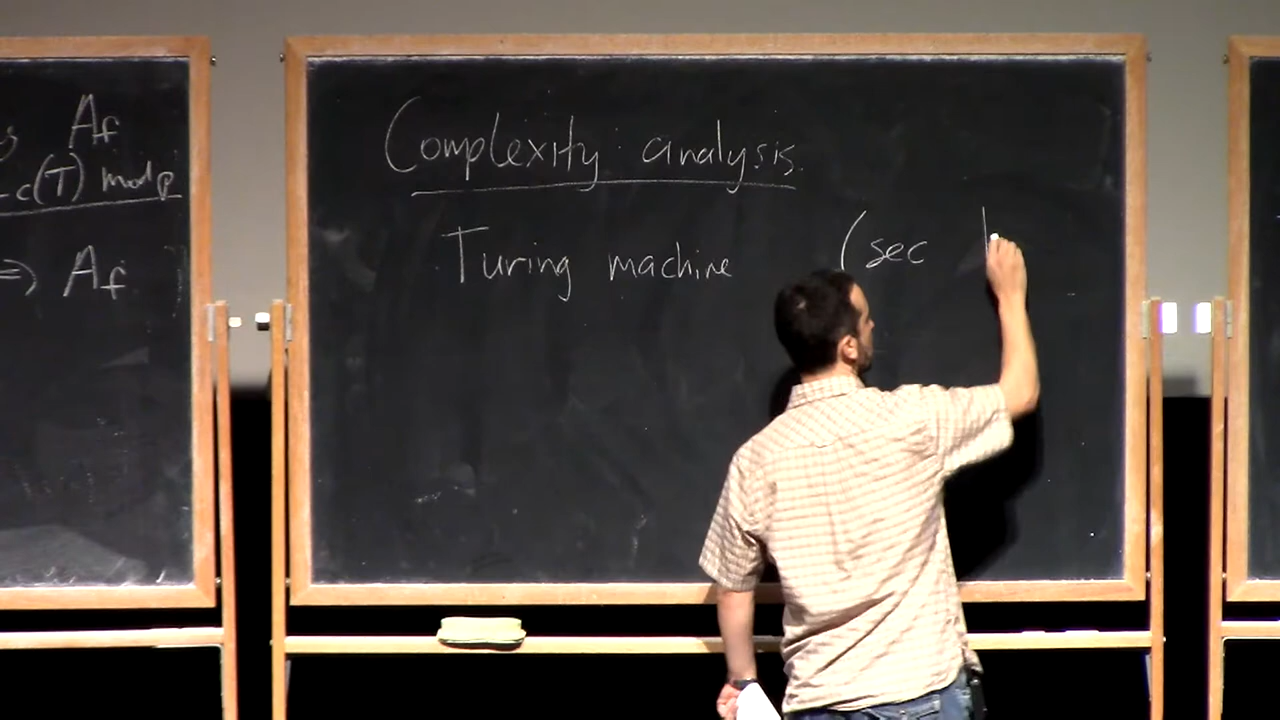 Af
c(T) mod p
=> Af
Complexity analysis.
Turing machine (sec